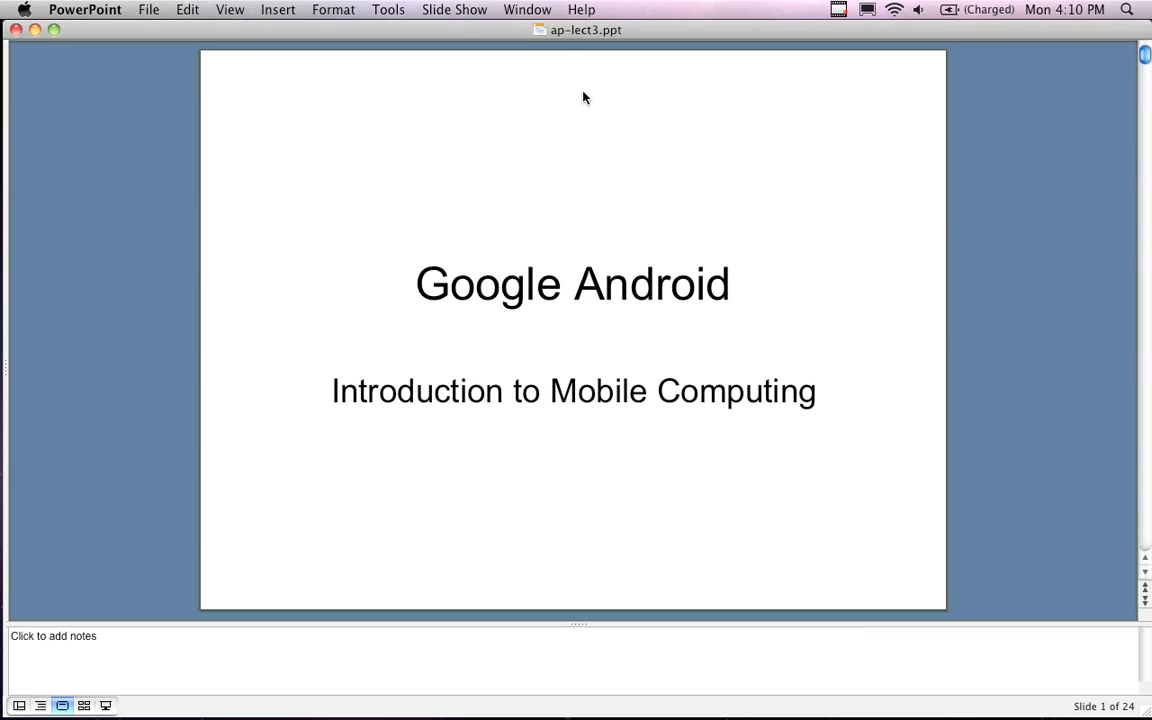 PowerPoint File Edit View Insert Format Tools Slide Show Window Help (Charged) Mon 4:10 PM
ap-lect3.ppt
Google Android
Introduction to Mobile Computing
Click to add notes
Slide 1 of 24